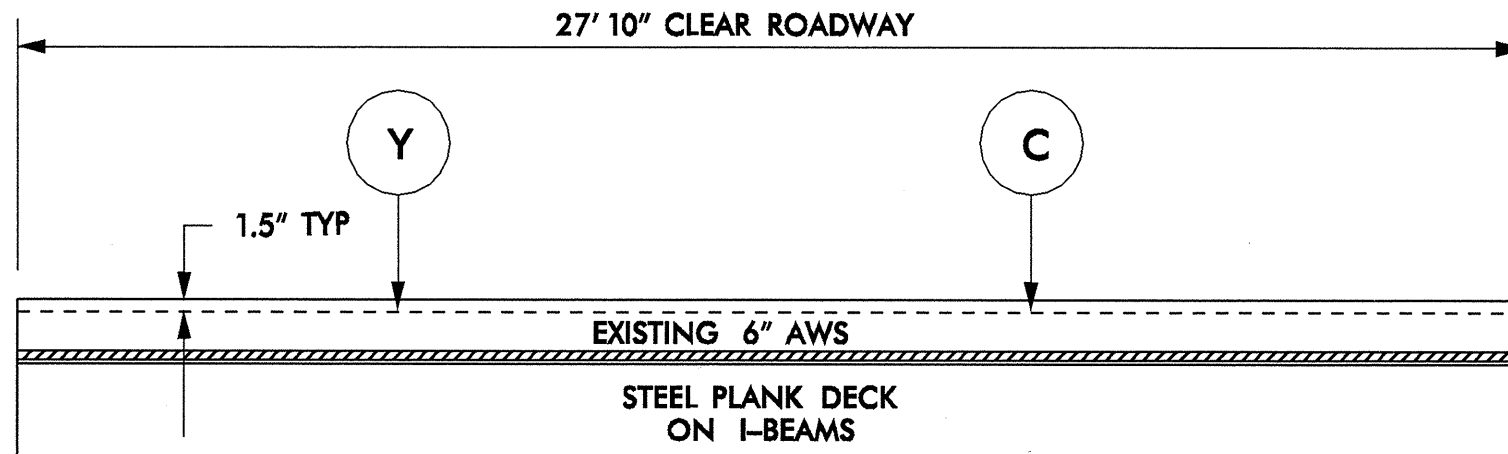 27' 10" CLEAR ROADWAY
Y
C
1.5" TYP
EXISTING 6" AWS
STEEL PLANK DECK
ON I-BEAMS